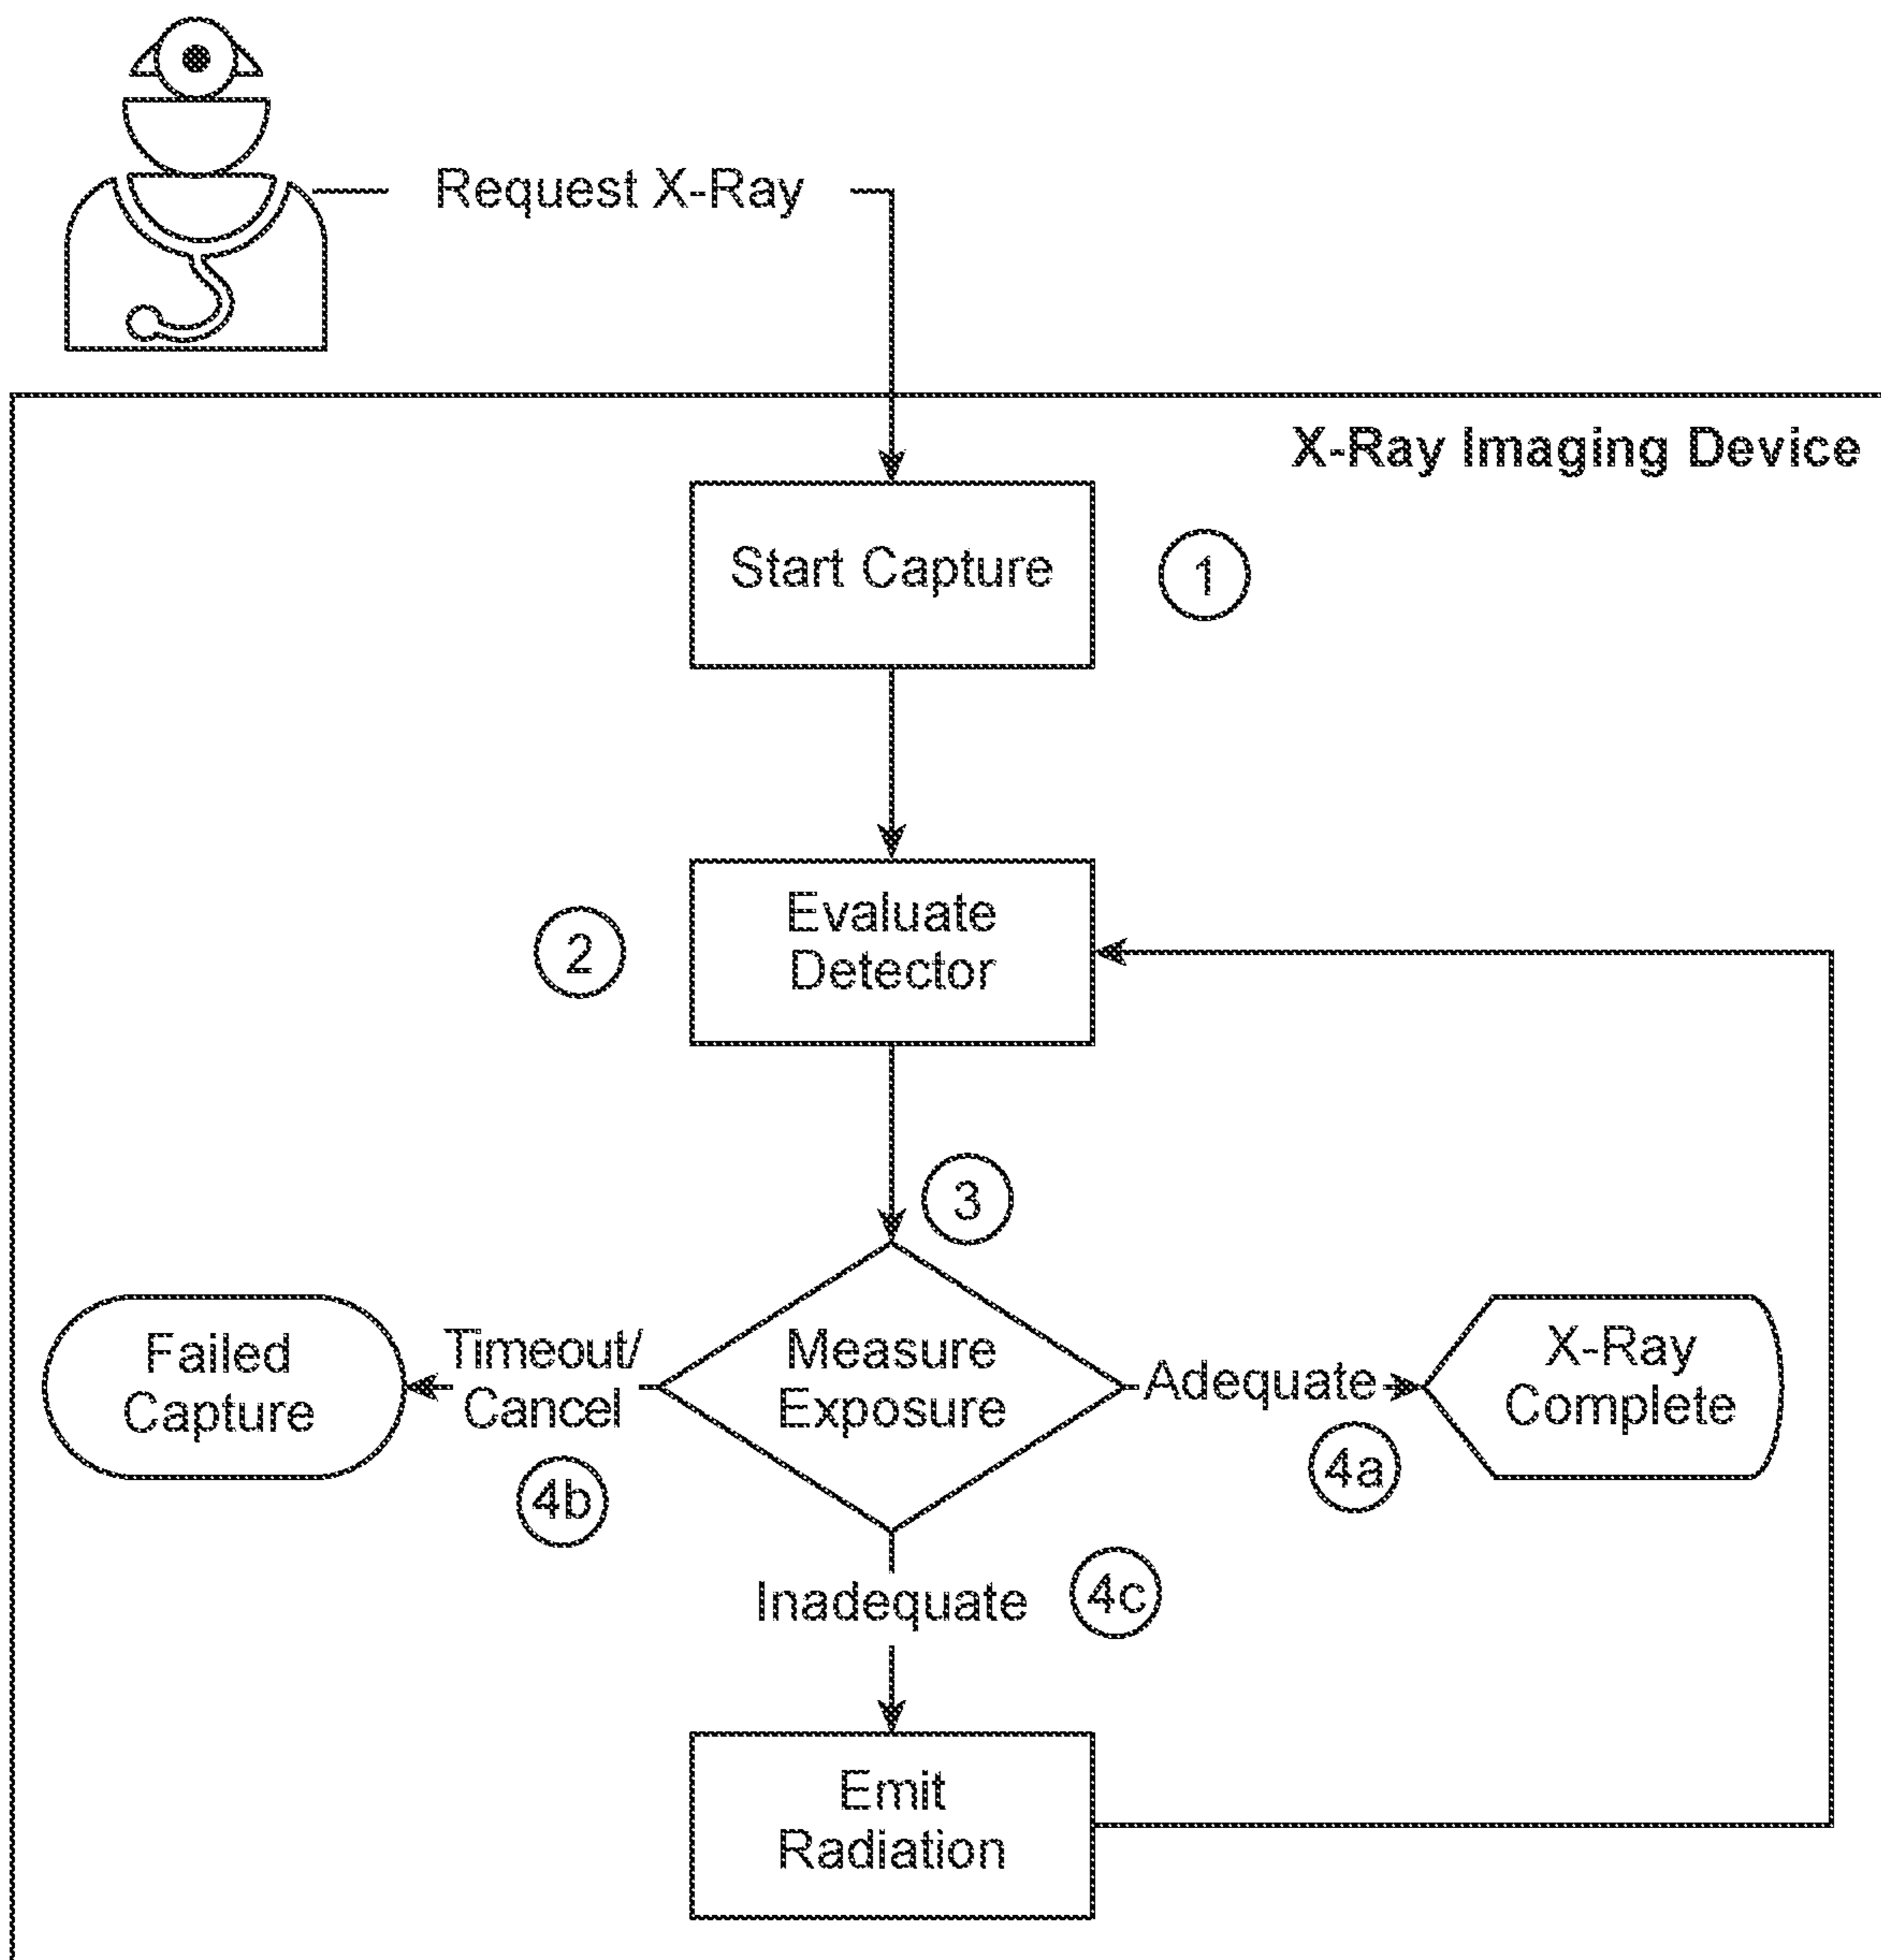 Request X-Ray
X-Ray Imaging Device
Start Capture
1
Evaluate
Detector
2
3
Failed
Capture
Timeout/
Cancel
4b
Measure
Exposure
Adequate
4a
X-Ray
Complete
Inadequate
4c
Emit
Radiation